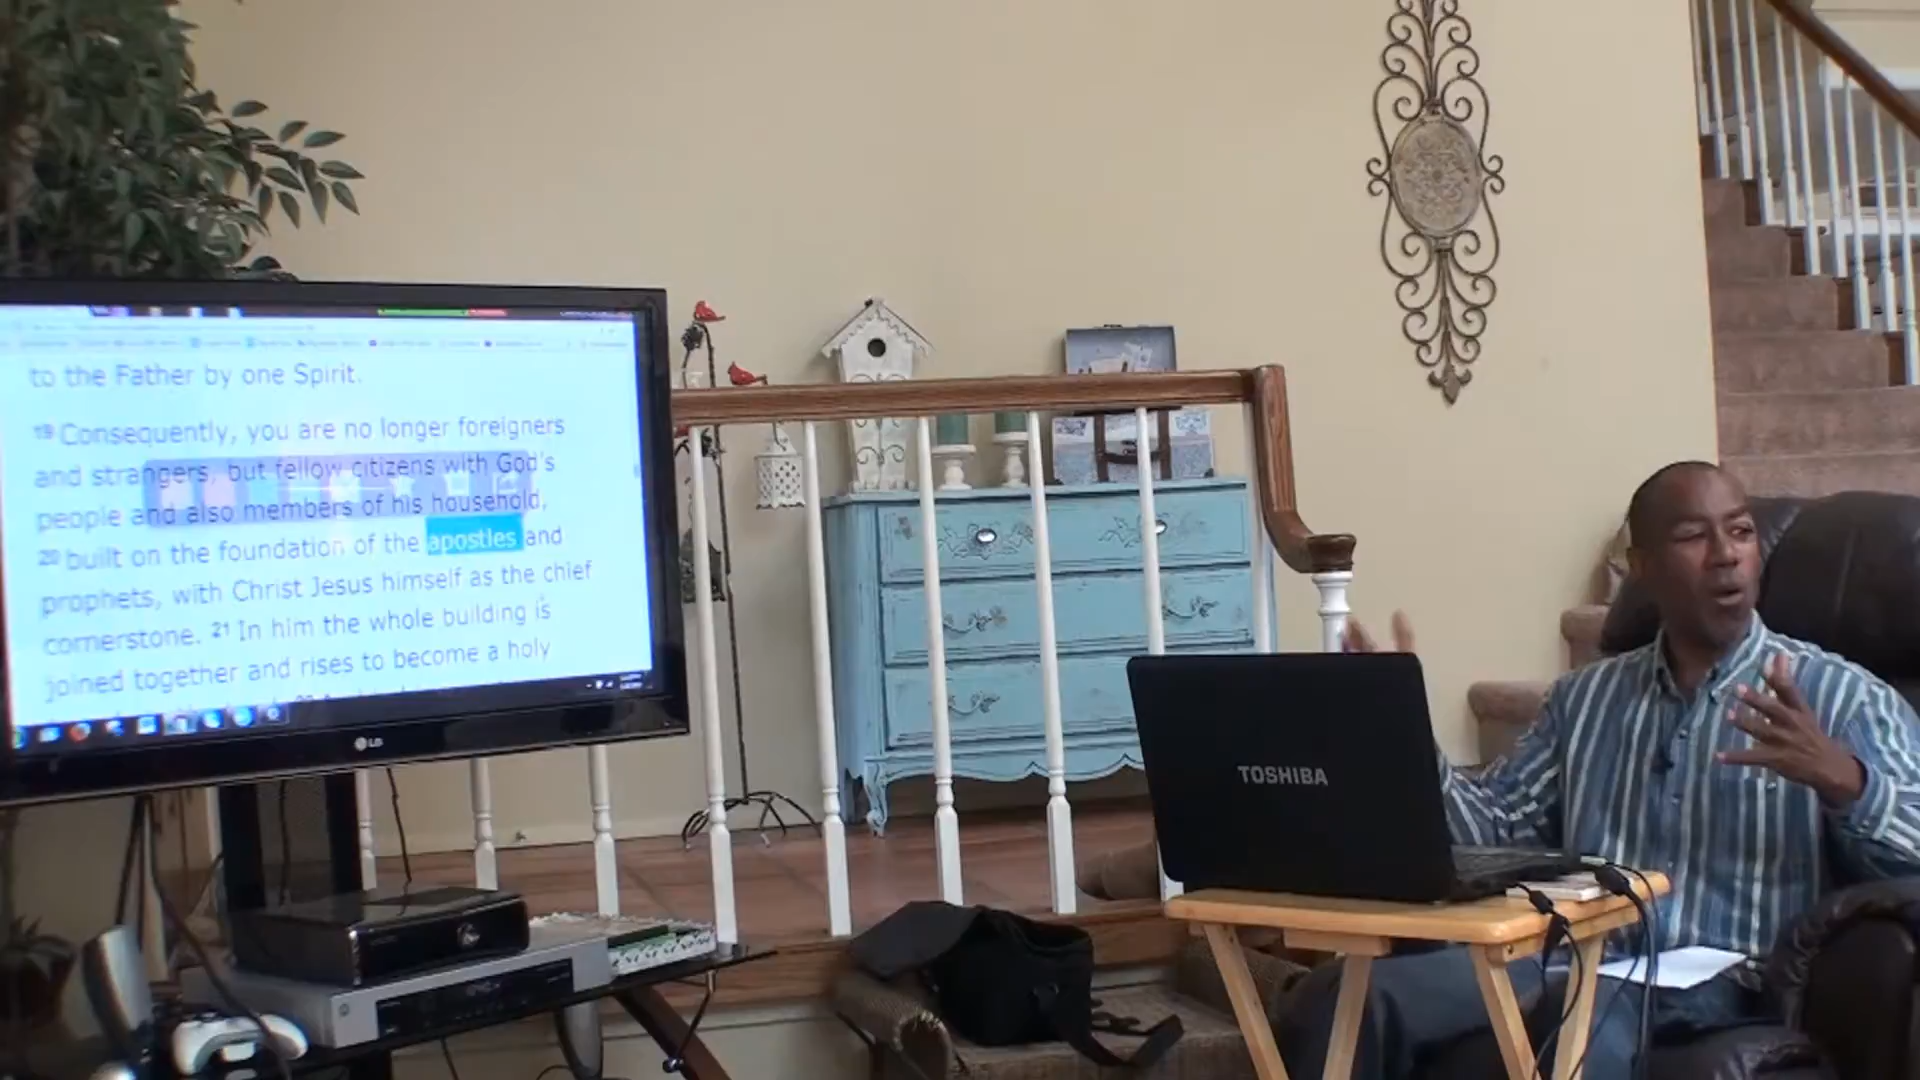 to the Father by one Spirit.
19 Consequently, you are no longer foreigners
and strangers, but fellow citizens with God's
people and also members of his household,
20 built on the foundation of the apostles and
prophets, with Christ Jesus himself as the chief
cornerstone. 21 In him the whole building is
joined together and rises to become a holy
LG
TOSHIBA